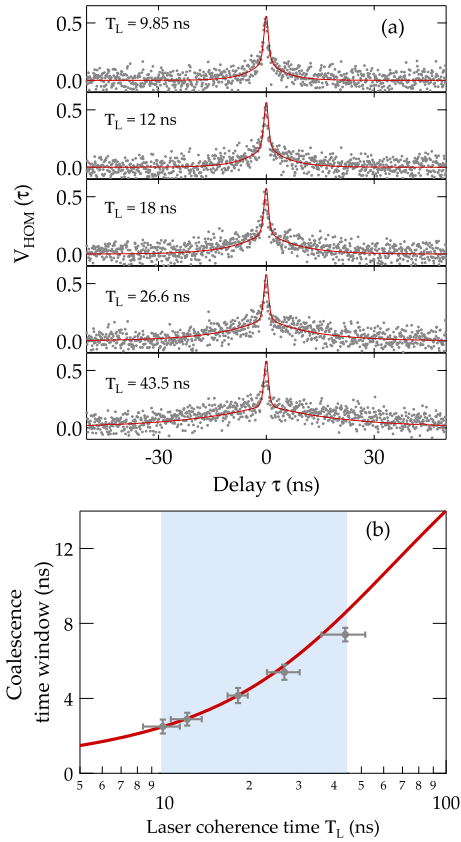 (a)
T_L = 9.85 ns
0.5
0.0
T_L = 12 ns
0.5
0.0
T_L = 18 ns
0.5
0.0
T_L = 26.6 ns
0.5
0.0
T_L = 43.5 ns
0.5
0.0
V_HOM (τ)
-30 0 30
Delay τ (ns)
(b)
12
8
4
0
Coalescence
time window (ns)
5 6 7 8 9 10 2 3 4 5 6 7 8 9 100
Laser coherence time T_L (ns)